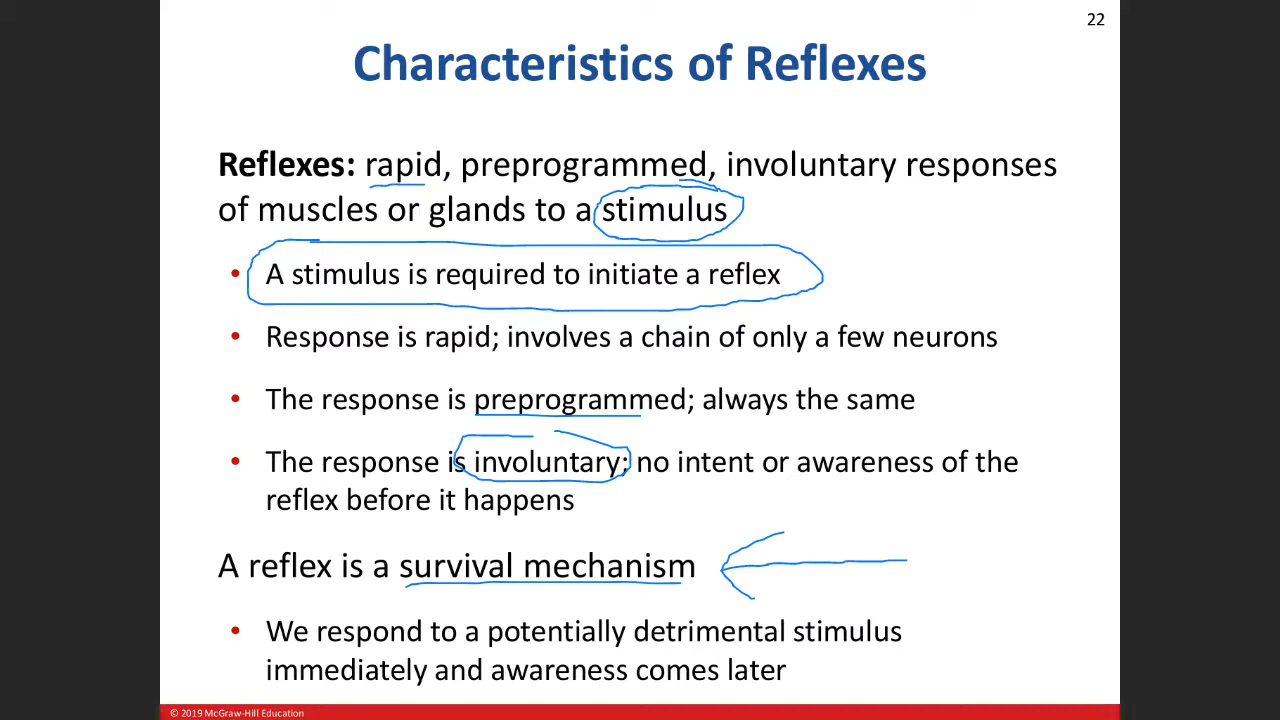 22
Characteristics of Reflexes
Reflexes: rapid, preprogrammed, involuntary responses
of muscles or glands to a stimulus
• A stimulus is required to initiate a reflex
• Response is rapid; involves a chain of only a few neurons
• The response is preprogrammed; always the same
• The response is involuntary; no intent or awareness of the
reflex before it happens
A reflex is a survival mechanism
• We respond to a potentially detrimental stimulus
immediately and awareness comes later
© 2019 McGraw-Hill Education